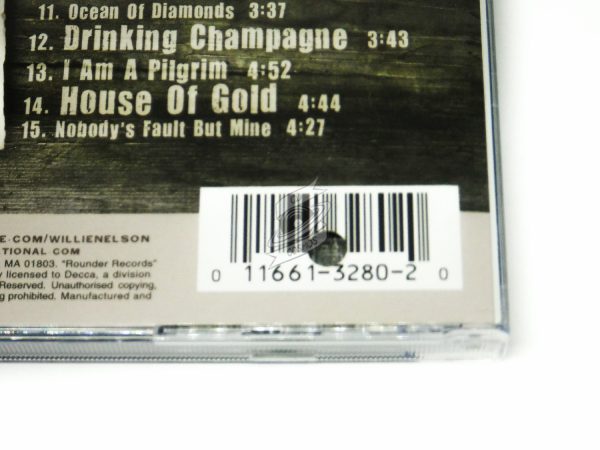 11. Ocean Of Diamonds 3:37
12. Drinking Champagne 3:43
13. I Am A Pilgrim 4:52
14. House Of Gold 4:44
15. Nobody's Fault But Mine 4:27
E.COM/WILLIENELSON
TIONAL.COM
MA 01803. "Rounder Records"
licensed to Decca, a division
Reserved. Unauthorised copying,
prohibited. Manufactured and
0 11661-3280-2 0